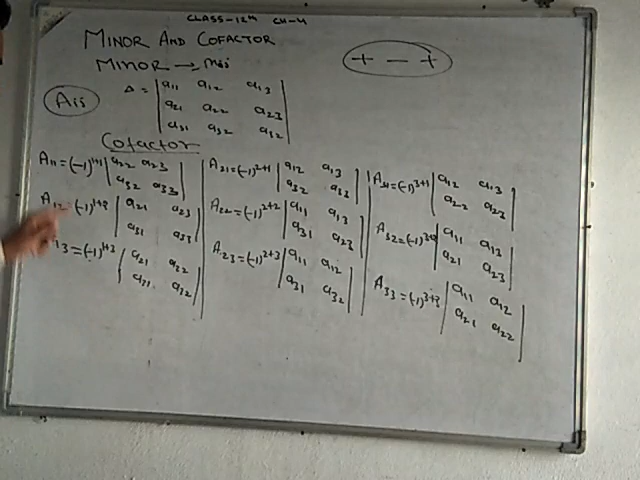 CLASS-12th CH-4
MINOR AND COFACTOR
MINOR → Mij
+ - +
Aij
Δ = | a11 a12 a13 |
| a21 a22 a23 |
| a31 a32 a32 |
Cofactor
A11 = (-1)^1+1 | a22 a23 |
| a32 a33 |
A12 = (-1)^1+2 | a21 a23 |
| a31 a33 |
A13 = (-1)^1+3 | a21 a32 |
| a31 a32 |
A21 = (-1)^2+1 | a12 a13 |
| a32 a33 |
A22 = (-1)^2+2 | a11 a13 |
| a31 a23 |
A23 = (-1)^2+3 | a11 a12 |
| a31 a32 |
A31 = (-1)^3+1 | a12 a13 |
| a22 a23 |
A32 = (-1)^3+2 | a11 a13 |
| a21 a23 |
A33 = (-1)^3+3 | a11 a12 |
| a21 a22 |